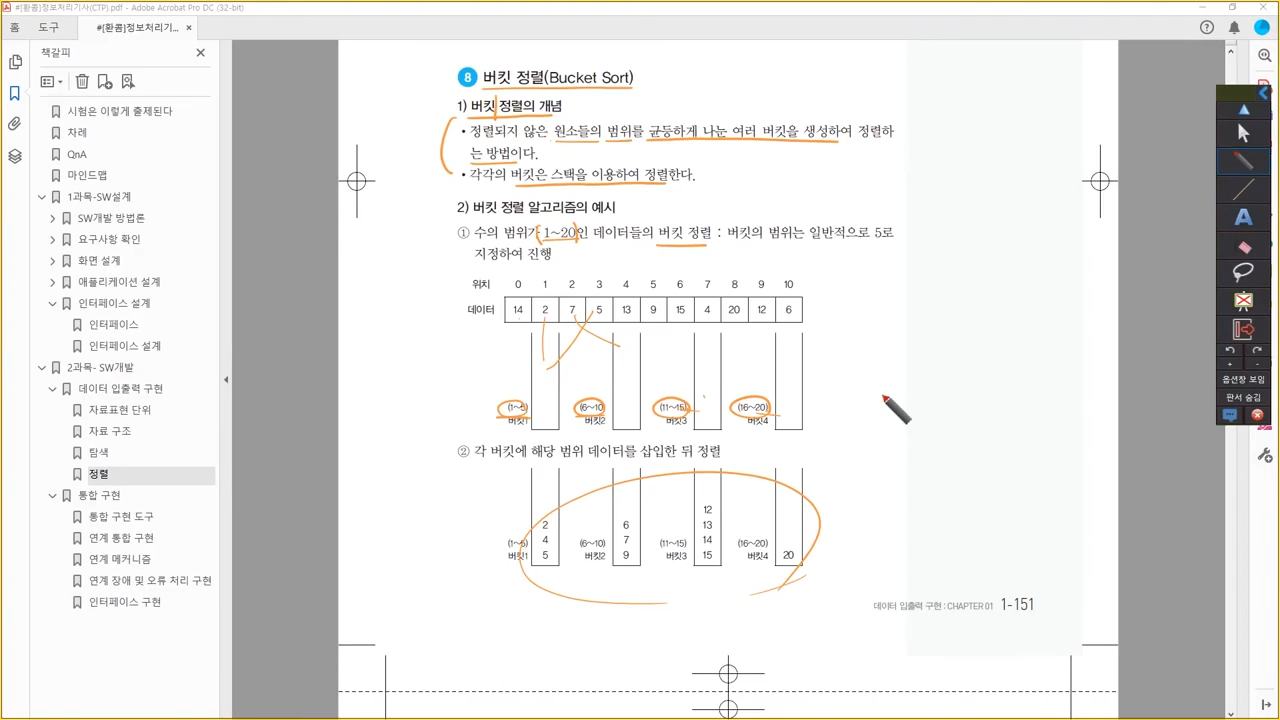 #[환콤]정보처리기사(CTP).pdf - Adobe Acrobat Pro DC (32-bit)
홈 도구 #[환콤]정보처리기... ×
책갈피
시험은 이렇게 출제된다
차례
QnA
마인드맵
1과목-SW설계
SW개발 방법론
요구사항 확인
화면 설계
애플리케이션 설계
인터페이스 설계
인터페이스
인터페이스 설계
2과목- SW개발
데이터 입출력 구현
자료표현 단위
자료 구조
탐색
정렬
통합 구현
통합 구현 도구
연계 통합 구현
연계 메커니즘
연계 장애 및 오류 처리 구현
인터페이스 구현
8 버킷 정렬(Bucket Sort)
1) 버킷 정렬의 개념
• 정렬되지 않은 원소들의 범위를 균등하게 나눈 여러 버킷을 생성하여 정렬하
는 방법이다.
• 각각의 버킷은 스택을 이용하여 정렬한다.
2) 버킷 정렬 알고리즘의 예시
① 수의 범위가 1~20인 데이터들의 버킷 정렬 : 버킷의 범위는 일반적으로 5로
지정하여 진행
위치 0 1 2 3 4 5 6 7 8 9 10
데이터 14 2 7 5 13 9 15 4 20 12 6
(1~5) (6~10) (11~15) (16~20)
버킷1 버킷2 버킷3 버킷4
② 각 버킷에 해당 범위 데이터를 삽입한 뒤 정렬
12
2 6 13
(1~5) 4 (6~10) 7 (11~15) 14 (16~20)
버킷1 5 버킷2 9 버킷3 15 버킷4 20
데이터 입출력 구현 : CHAPTER 01 1-151
A
옵션창 보임
판서 숨김